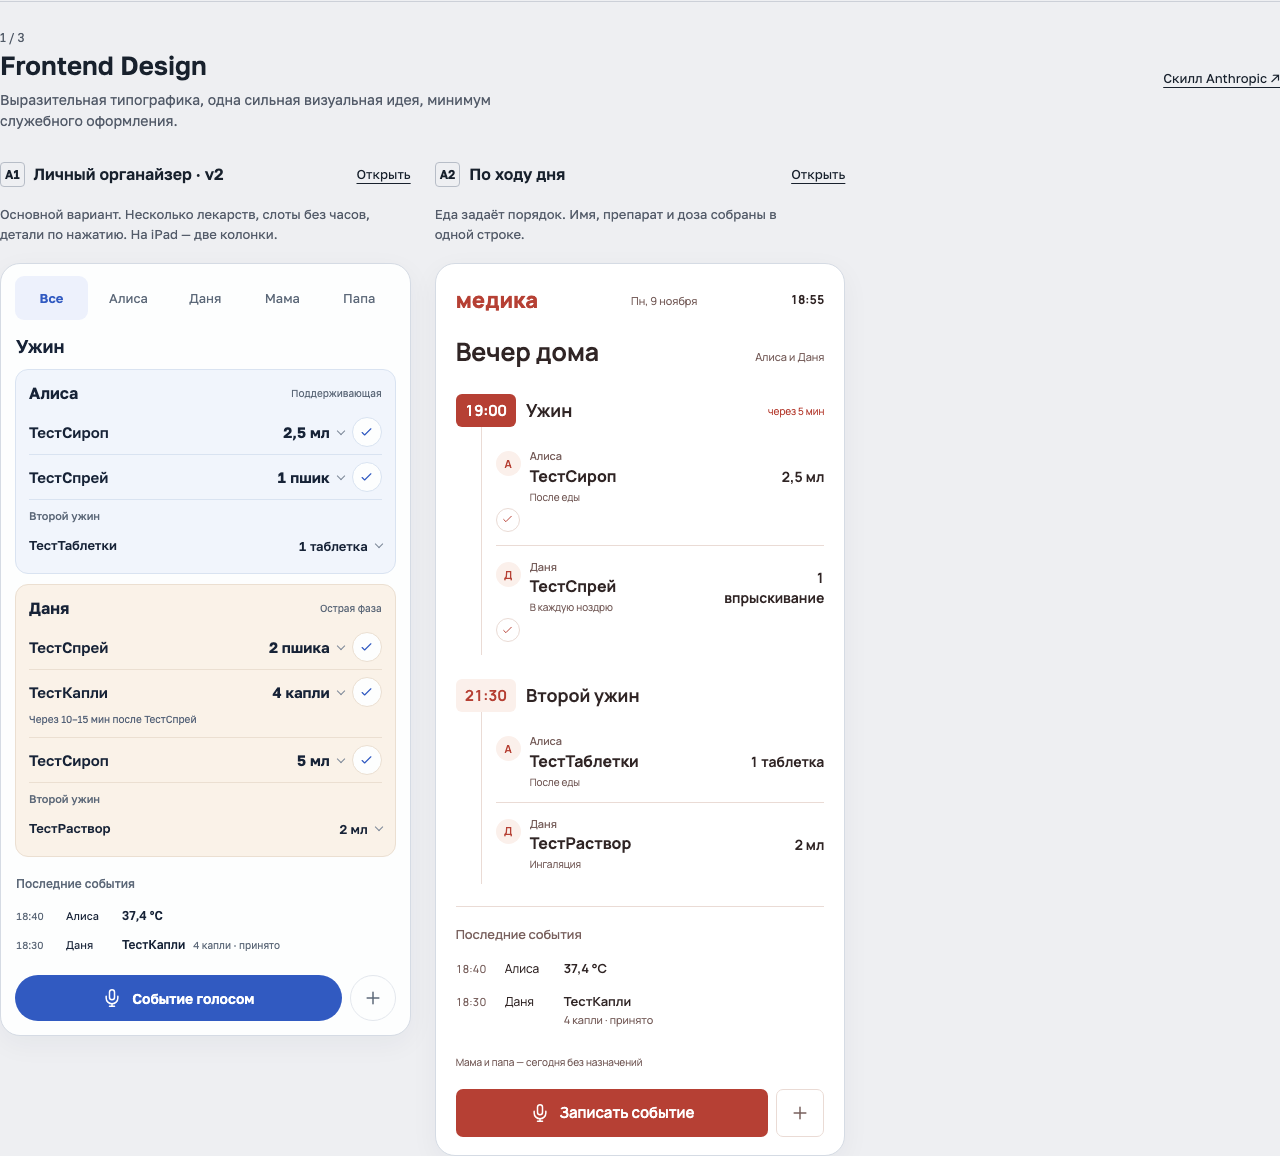 1 / 3
Frontend Design
Скилл Anthropic ↗
Выразительная типографика, одна сильная визуальная идея, минимум
служебного оформления.
A1 Личный органайзер · v2 Открыть
Основной вариант. Несколько лекарств, слоты без часов,
детали по нажатию. На iPad — две колонки.
Все Алиса Даня Мама Папа
Ужин
Алиса Поддерживающая
ТестСироп 2,5 мл
ТестСпрей 1 пшик
Второй ужин
ТестТаблетки 1 таблетка
Даня Острая фаза
ТестСпрей 2 пшика
ТестКапли 4 капли
Через 10–15 мин после ТестСпрей
ТестСироп 5 мл
Второй ужин
ТестРаствор 2 мл
Последние события
18:40 Алиса 37,4 °C
18:30 Даня ТестКапли 4 капли · принято
Событие голосом
A2 По ходу дня Открыть
Еда задаёт порядок. Имя, препарат и доза собраны в
одной строке.
медика Пн, 9 ноября 18:55
Вечер дома Алиса и Даня
19:00 Ужин через 5 мин
Алиса
А ТестСироп 2,5 мл
После еды
Даня
Д ТестСпрей 1
впрыскивание
В каждую ноздрю
21:30 Второй ужин
Алиса
А ТестТаблетки 1 таблетка
После еды
Даня
Д ТестРаствор 2 мл
Ингаляция
Последние события
18:40 Алиса 37,4 °C
18:30 Даня ТестКапли
4 капли · принято
Мама и папа — сегодня без назначений
Записать событие